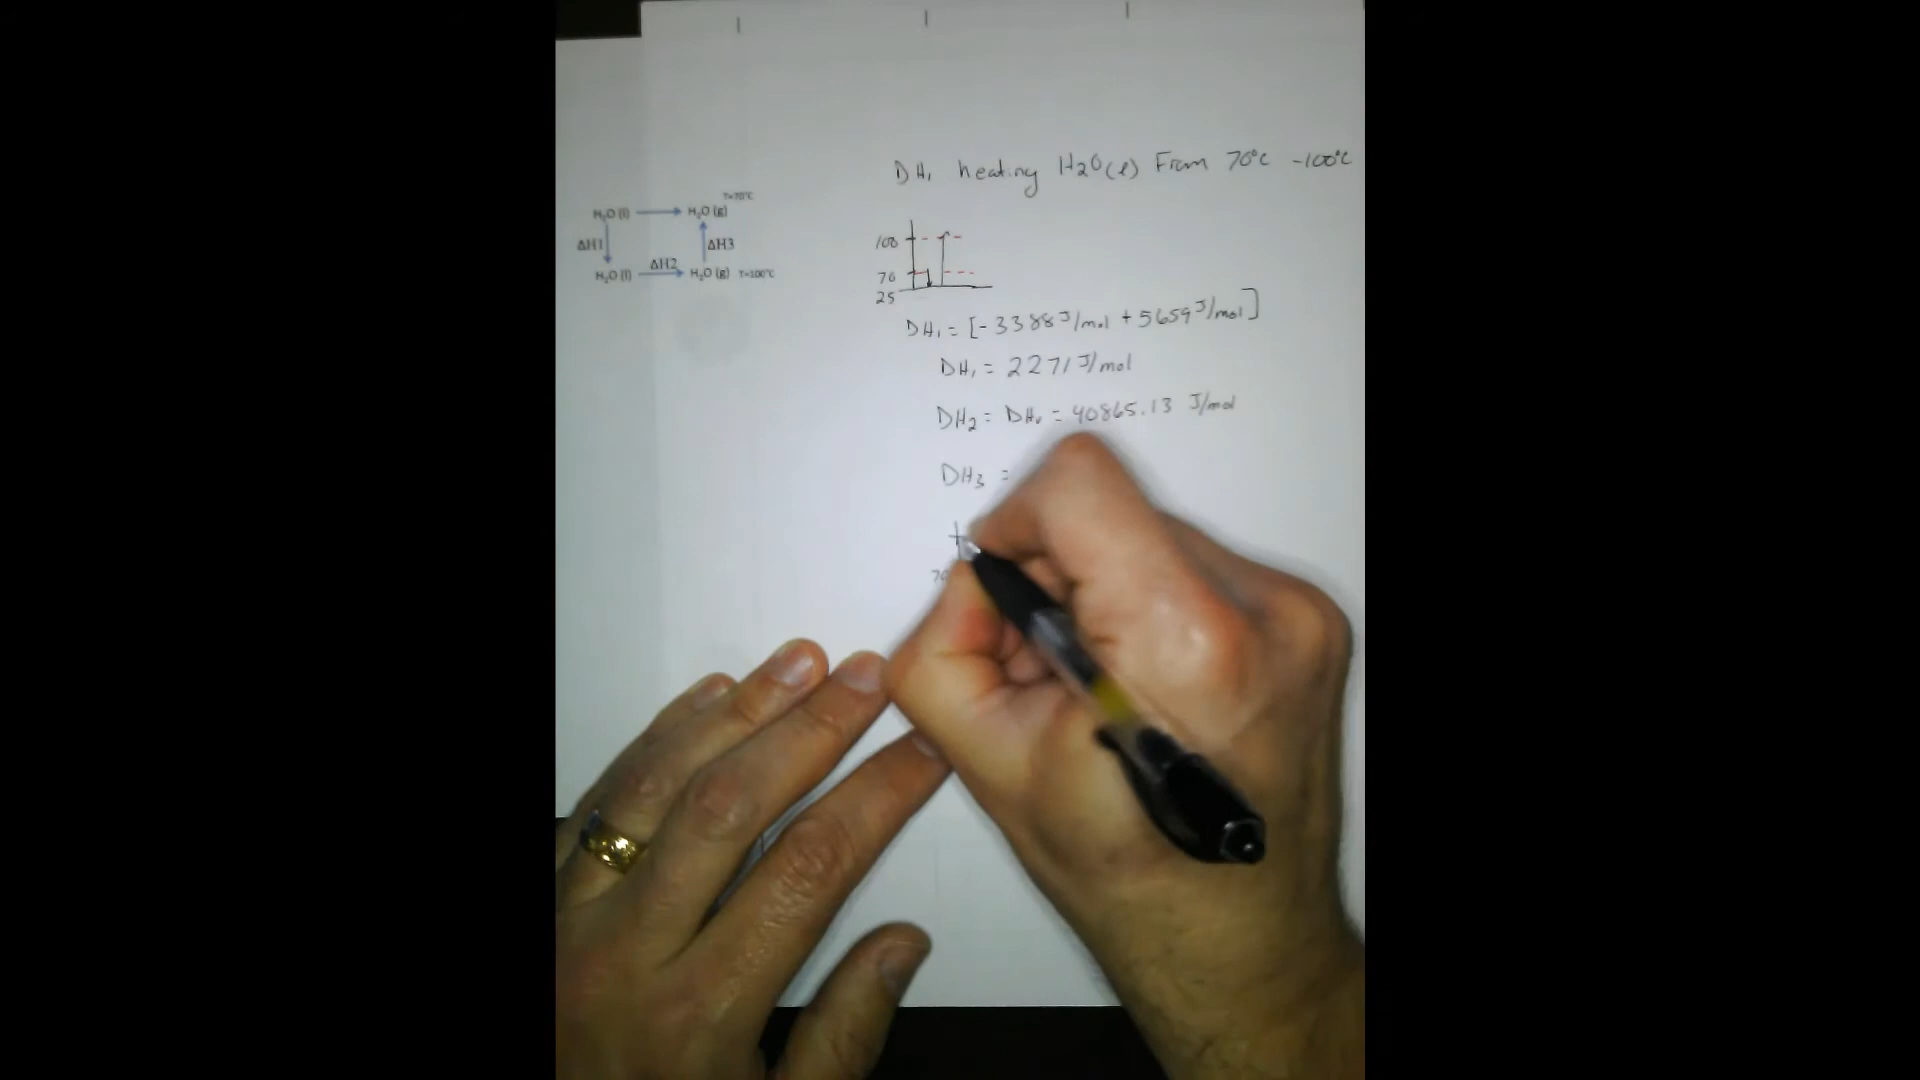 T=70°C
H₂O (l) H₂O (g)
ΔH1 ΔH3
ΔH2
H₂O (l) H₂O (g) T=100°C
DH₁ heating H₂O(l) From 70°C -100°C
100
70
25
DH₁ = [-3388 J/mol + 5659 J/mol]
DH₁ = 2271 J/mol
DH₂ = DHᵥ = 40865.13 J/mol
DH₃ =
70